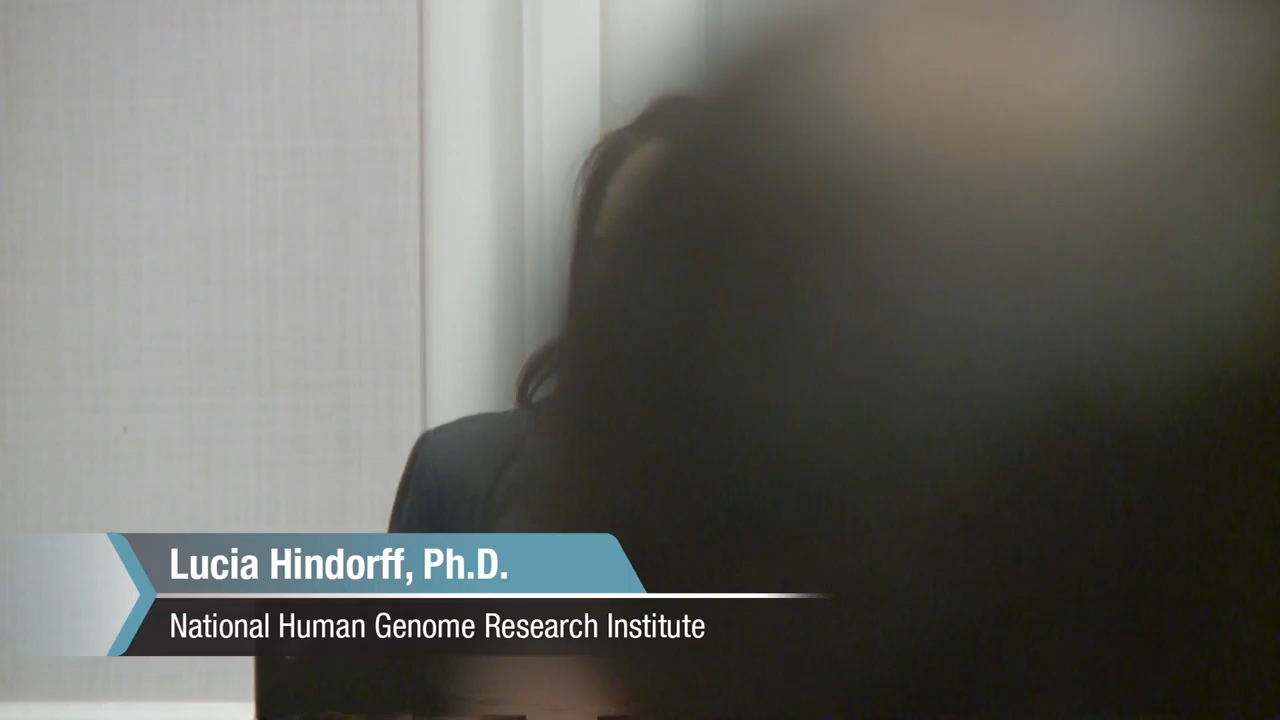 Lucia Hindorff, Ph.D.
National Human Genome Research Institute